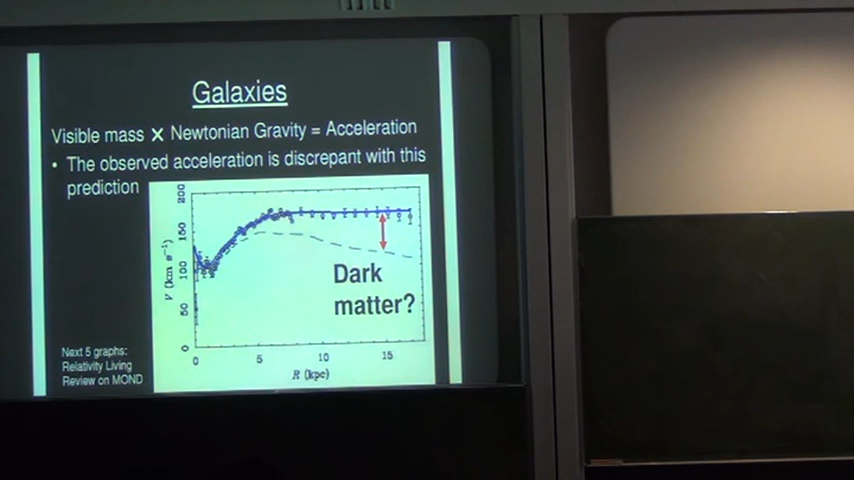 Galaxies
Visible mass × Newtonian Gravity = Acceleration
• The observed acceleration is discrepant with this
prediction
200
150
100
50
0
V (km s⁻¹)
Dark
matter?
0 5 10 15
R (kpc)
Next 5 graphs:
Relativity Living
Review on MOND